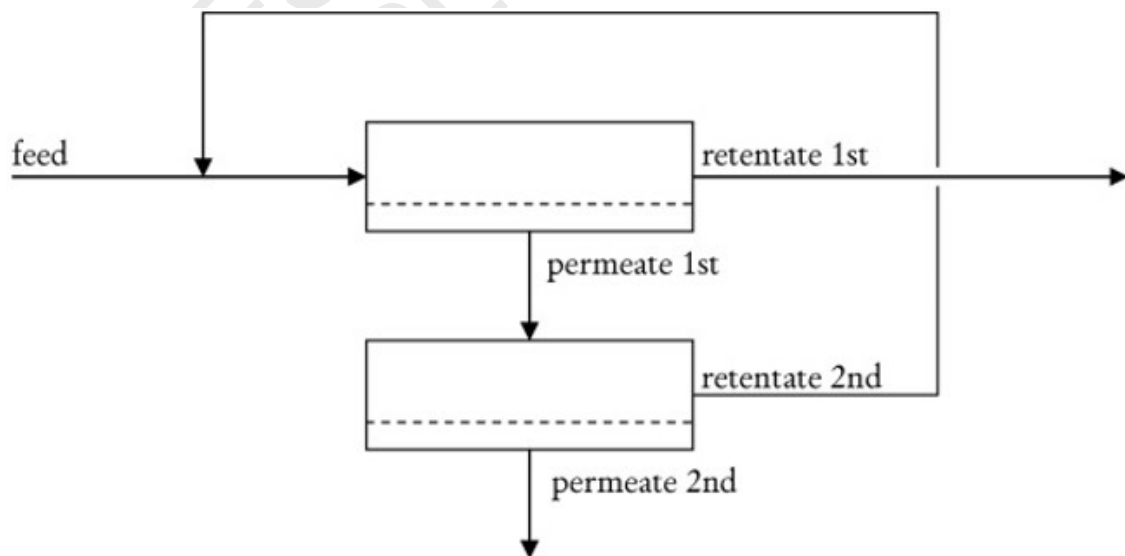 feed
retentate 1st
permeate 1st
retentate 2nd
permeate 2nd